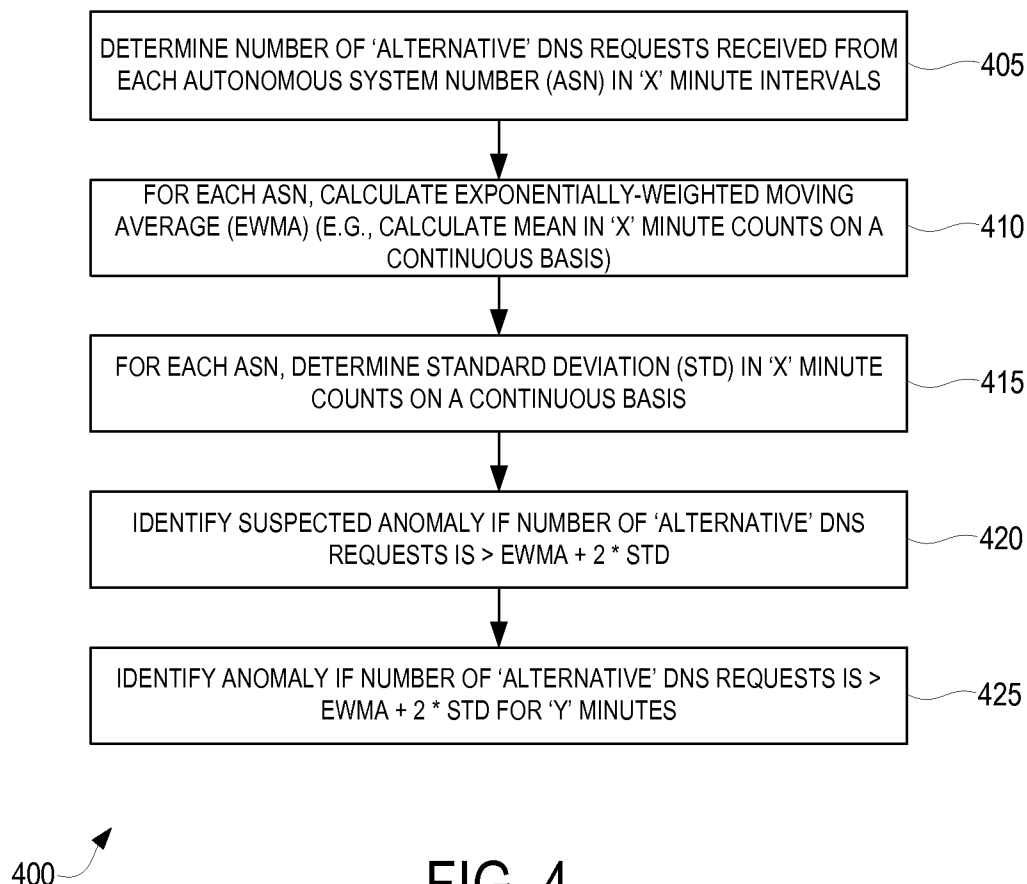 DETERMINE NUMBER OF ‘ALTERNATIVE’ DNS REQUESTS RECEIVED FROM
EACH AUTONOMOUS SYSTEM NUMBER (ASN) IN ‘X’ MINUTE INTERVALS
405
FOR EACH ASN, CALCULATE EXPONENTIALLY-WEIGHTED MOVING
AVERAGE (EWMA) (E.G., CALCULATE MEAN IN ‘X’ MINUTE COUNTS ON A
CONTINUOUS BASIS)
410
FOR EACH ASN, DETERMINE STANDARD DEVIATION (STD) IN ‘X’ MINUTE
COUNTS ON A CONTINUOUS BASIS
415
IDENTIFY SUSPECTED ANOMALY IF NUMBER OF ‘ALTERNATIVE’ DNS
REQUESTS IS > EWMA + 2 * STD
420
IDENTIFY ANOMALY IF NUMBER OF ‘ALTERNATIVE’ DNS REQUESTS IS >
EWMA + 2 * STD FOR ‘Y’ MINUTES
425
400
FIG. 4